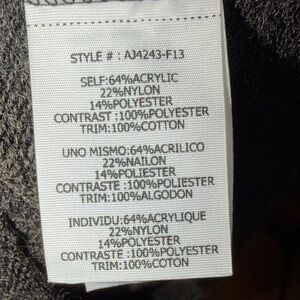 STYLE # : AJ4243-F13
SELF:64%ACRYLIC
22%NYLON
14%POLYESTER
CONTRAST :100%POLYESTER
TRIM:100%COTTON
UNO MISMO:64%ACRILICO
22%NAILON
14%POLIESTER
CONTRASTE :100%POLIESTER
TRIM:100%ALGODON
INDIVIDU:64%ACRYLIQUE
22%NYLON
14%POLYESTER
CONTRASTE :100%POLYESTER
TRIM:100%COTON